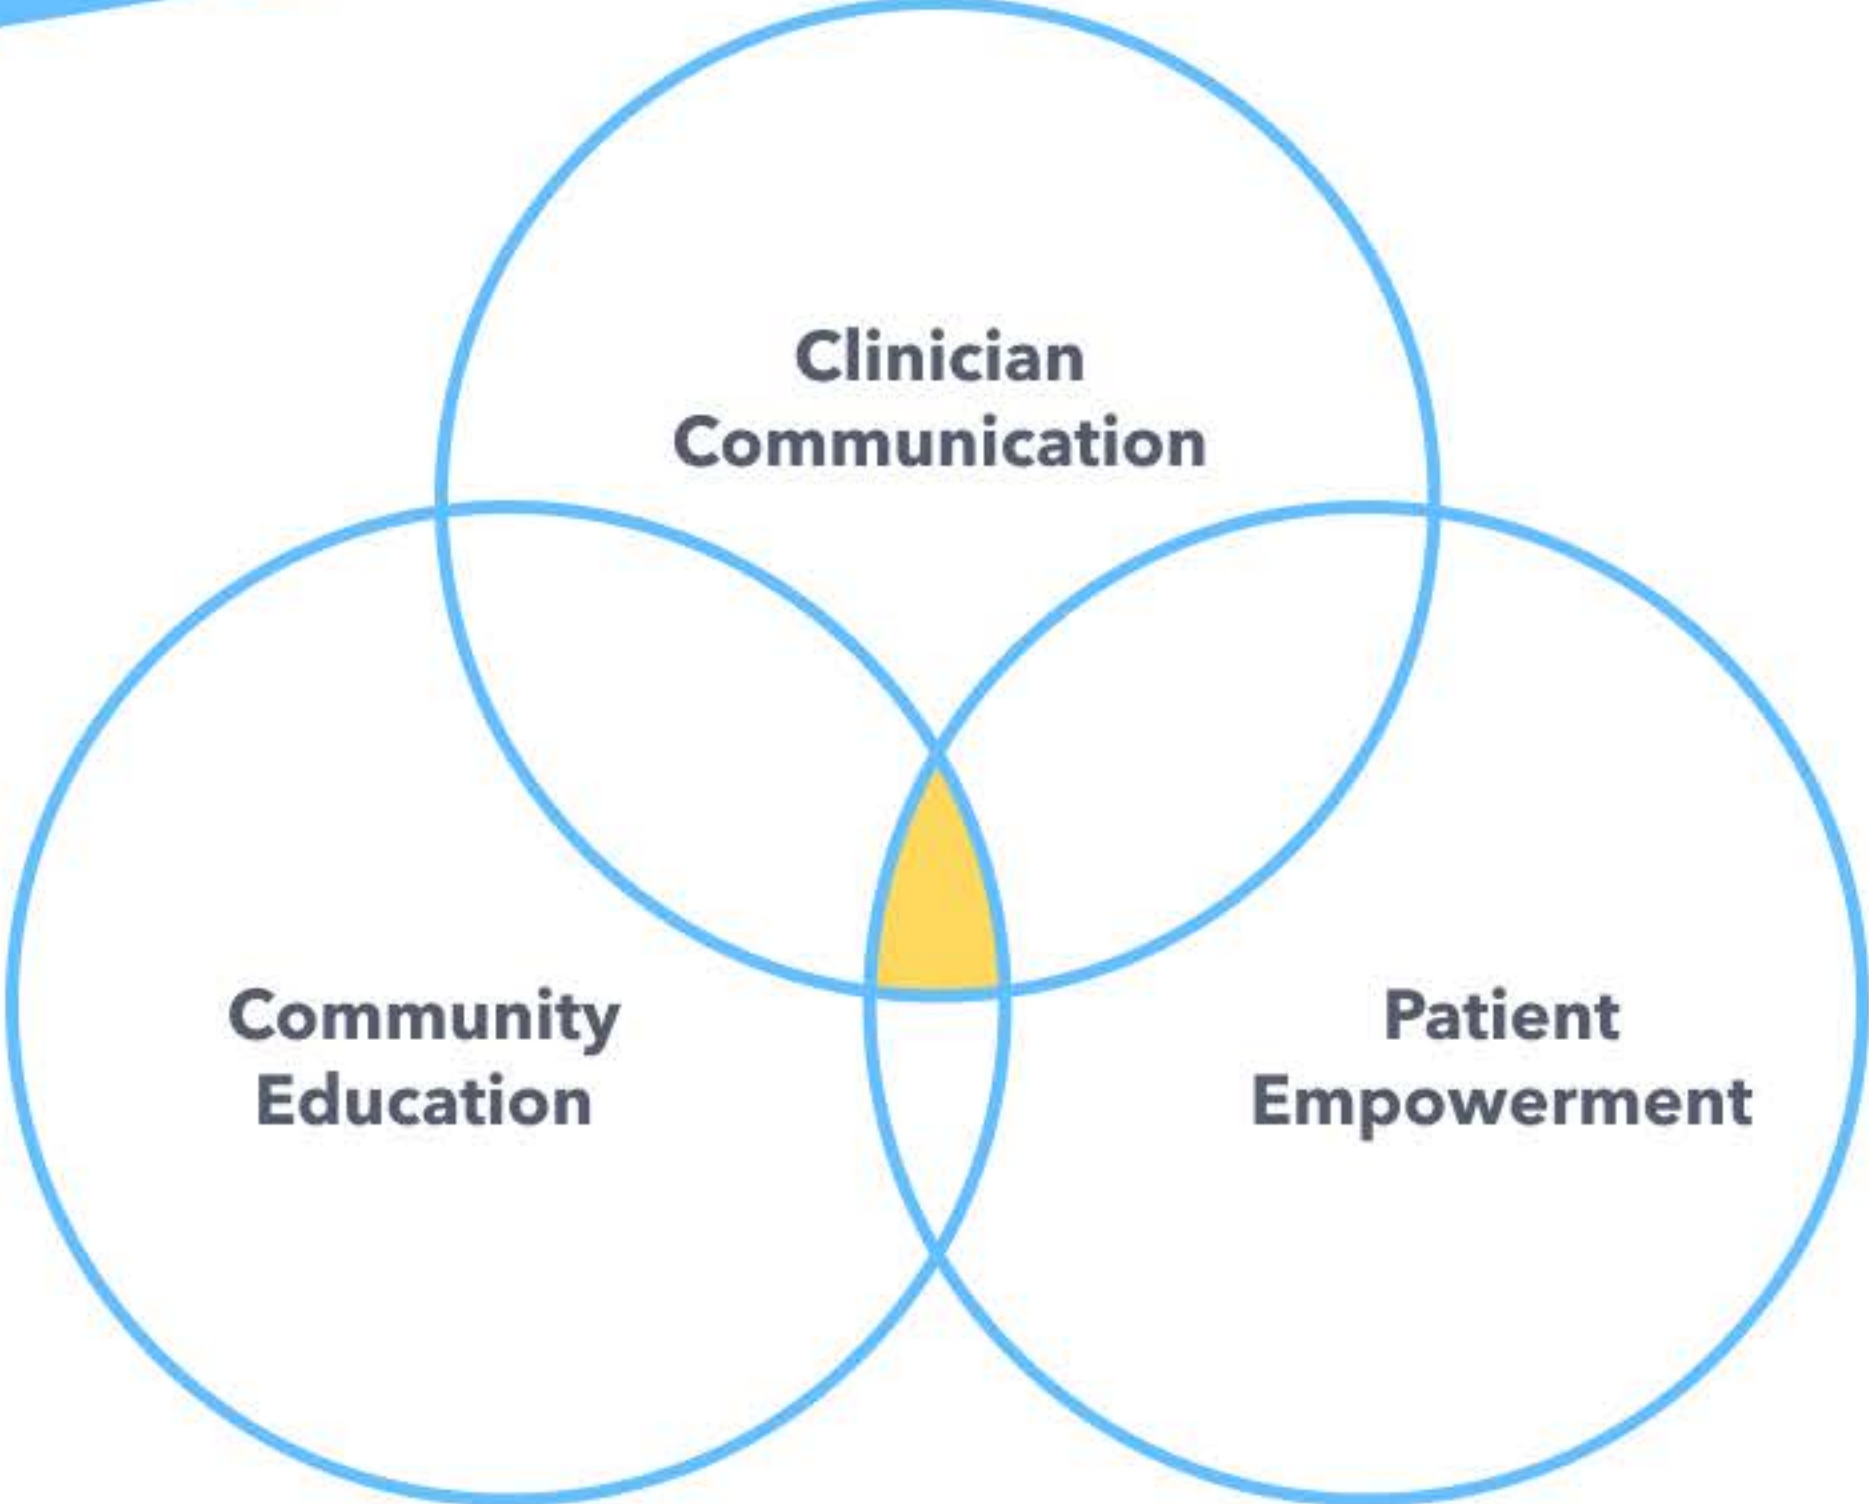 Clinician
Communication
Community
Education
Patient
Empowerment